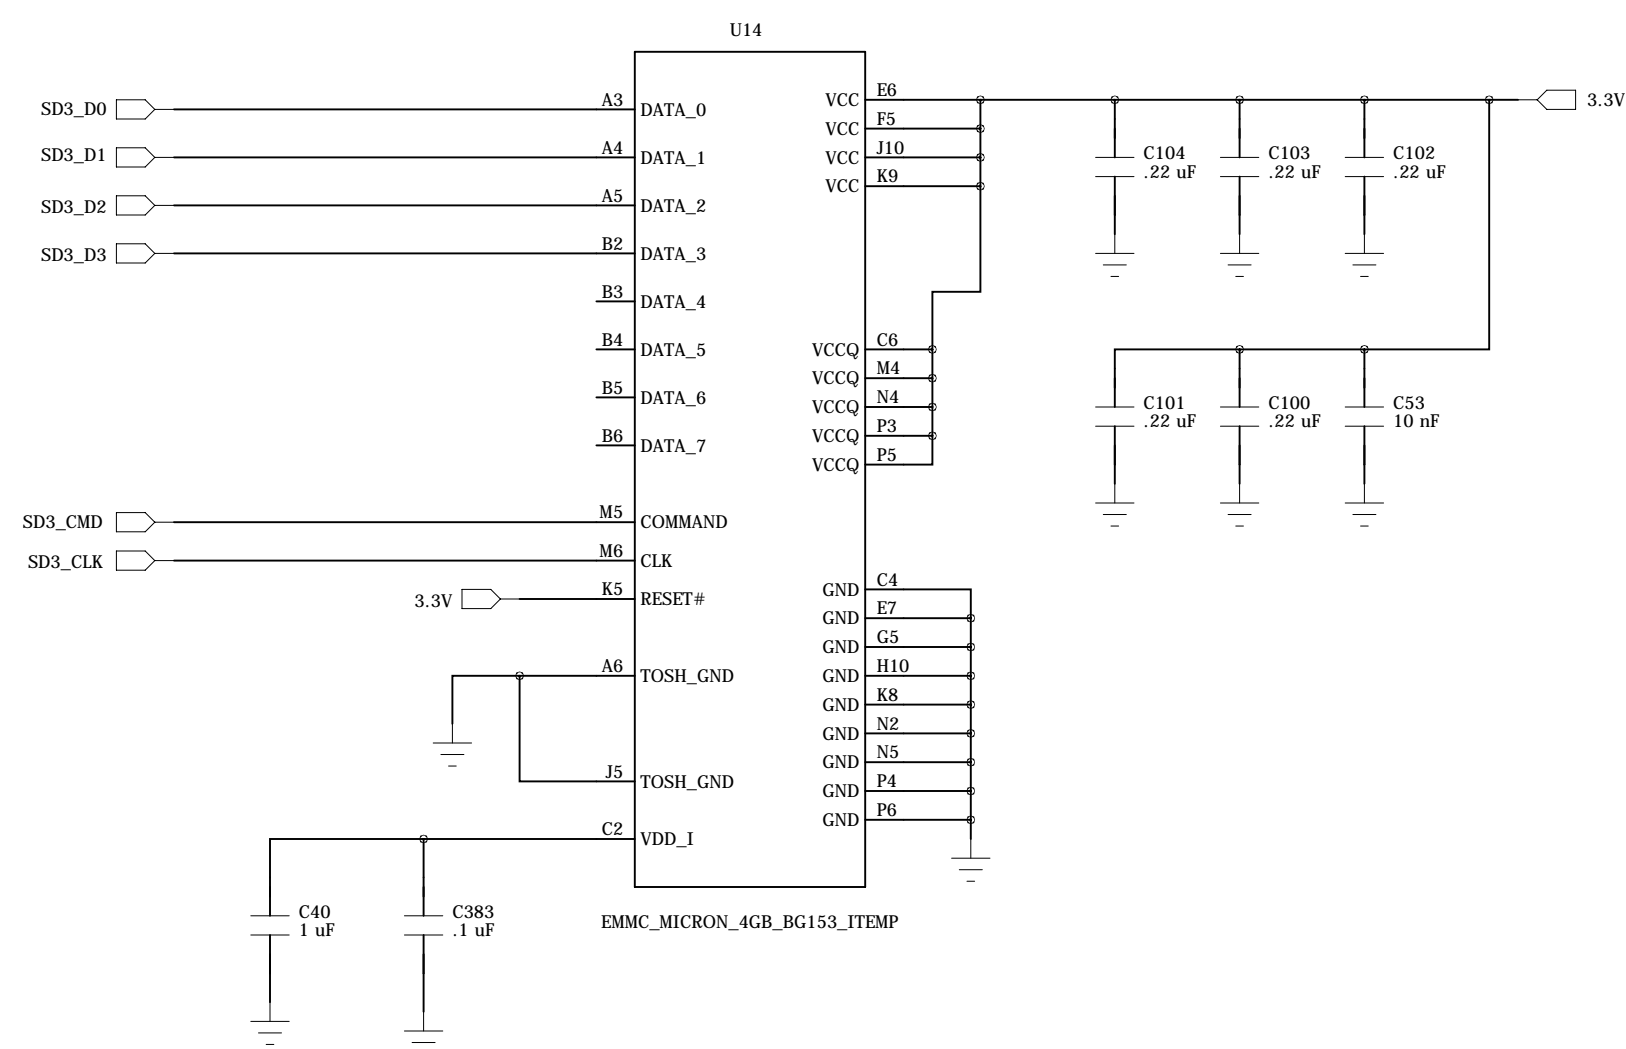 U14
SD3_D0
A3
DATA_0
SD3_D1
A4
DATA_1
SD3_D2
A5
DATA_2
SD3_D3
B2
DATA_3
B3
DATA_4
B4
DATA_5
B5
DATA_6
B6
DATA_7
SD3_CMD
M5
COMMAND
SD3_CLK
M6
CLK
3.3V
K5
RESET#
A6
TOSH_GND
J5
TOSH_GND
C2
VDD_I
C40
1 uF
C383
.1 uF
VCC
E6
VCC
F5
VCC
J10
VCC
K9
VCCQ
C6
VCCQ
M4
VCCQ
N4
VCCQ
P3
VCCQ
P5
GND
C4
GND
E7
GND
G5
GND
H10
GND
K8
GND
N2
GND
N5
GND
P4
GND
P6
3.3V
C104
.22 uF
C103
.22 uF
C102
.22 uF
C101
.22 uF
C100
.22 uF
C53
10 nF
EMMC_MICRON_4GB_BG153_ITEMP